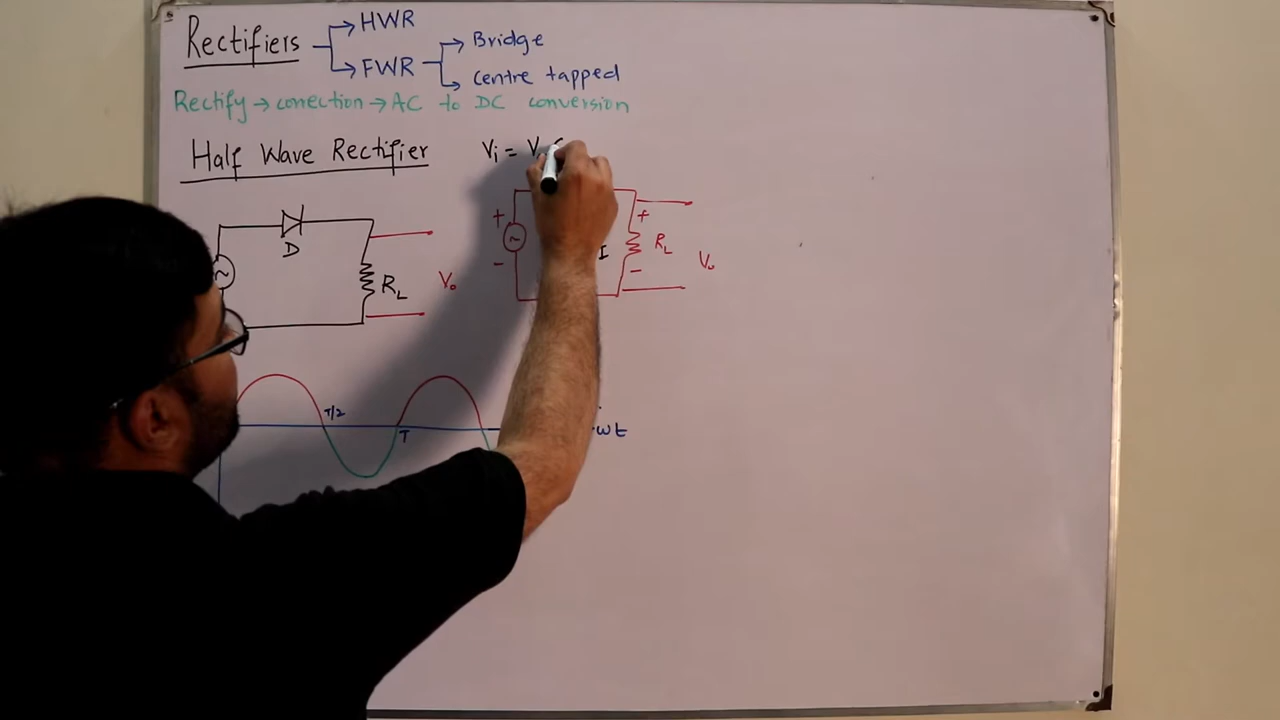 Rectifiers
HWR
FWR
Bridge
centre tapped
Rectify → correction → AC to DC conversion
Half Wave Rectifier
Vi = V
D
RL
Vo
+
-
~
I
+
-
RL
Vo
~
T/2
T
wt